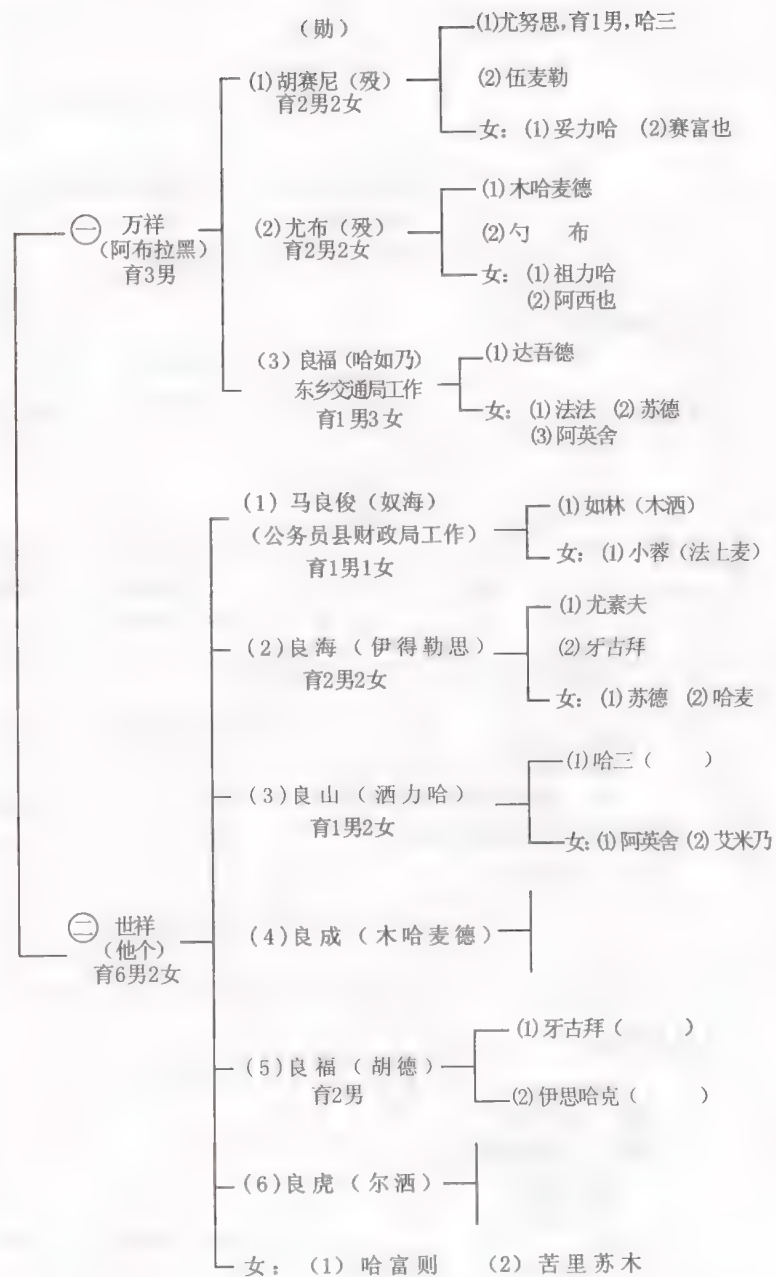 （勋）
(1)尤努思,育1男,哈三
(1) 胡赛尼（殁）
育2男2女
(2)伍麦勒
女：(1)妥力哈 (2)赛富也
㊀ 万祥
（阿布拉黑）
育3男
(1)木哈麦德
(2)尤布（殁）
育2男2女
(2)勺 布
女：(1)祖力哈
(2)阿西也
(3) 良福（哈如乃）
东乡交通局工作
育1男3女
(1)达吾德
女：(1)法法 (2)苏德
(3)阿英舍
(1) 马良俊（奴海）
（公务员县财政局工作）
育1男1女
(1)如林（木洒）
女：(1)小蓉（法土麦）
(2)良海（伊得勒思）
育2男2女
(1)尤素夫
(2)牙古拜
女：(1)苏德 (2)哈麦
(3)良山（洒力哈）
育1男2女
(1)哈三（ ）
女:(1)阿英舍 (2)艾米乃
㊁ 世祥
（他个）
育6男2女
(4)良成（木哈麦德）
(5)良福（胡德）
育2男
(1)牙古拜（ ）
(2)伊思哈克（ ）
(6)良虎（尔洒）
女：(1) 哈富则 (2) 苦里苏木